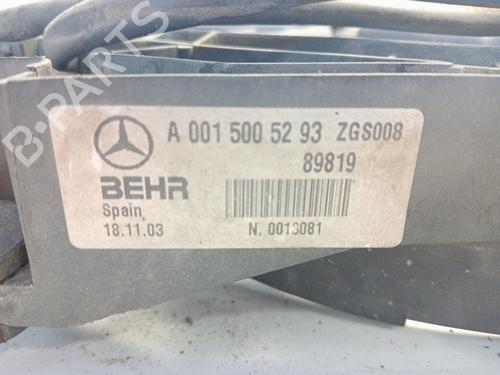 B-PARTS
A 001 500 52 93 ZGS008
89819
BEHR
Spain,
18.11.03
N. 0013081